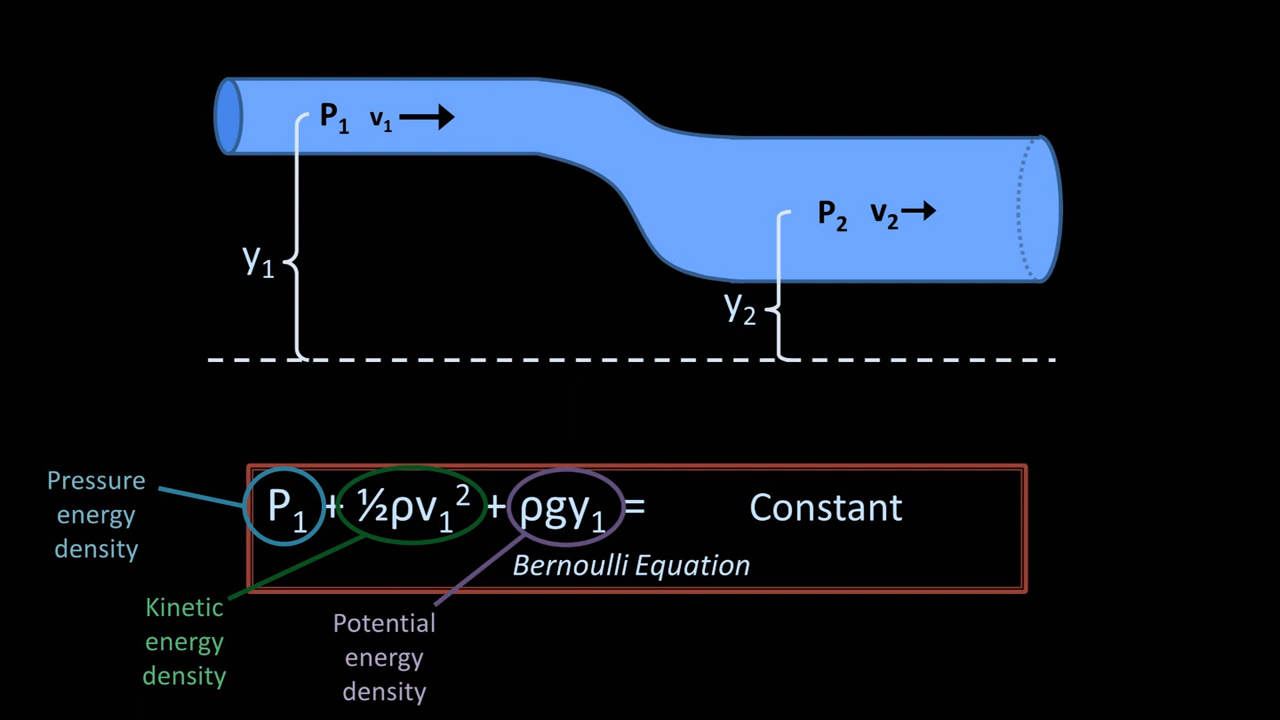 P₁ v₁
y₁
P₂ v₂
y₂
P₁ + ½ρv₁² + ρgy₁ = Constant
Bernoulli Equation
Pressure
energy
density
Kinetic
energy
density
Potential
energy
density